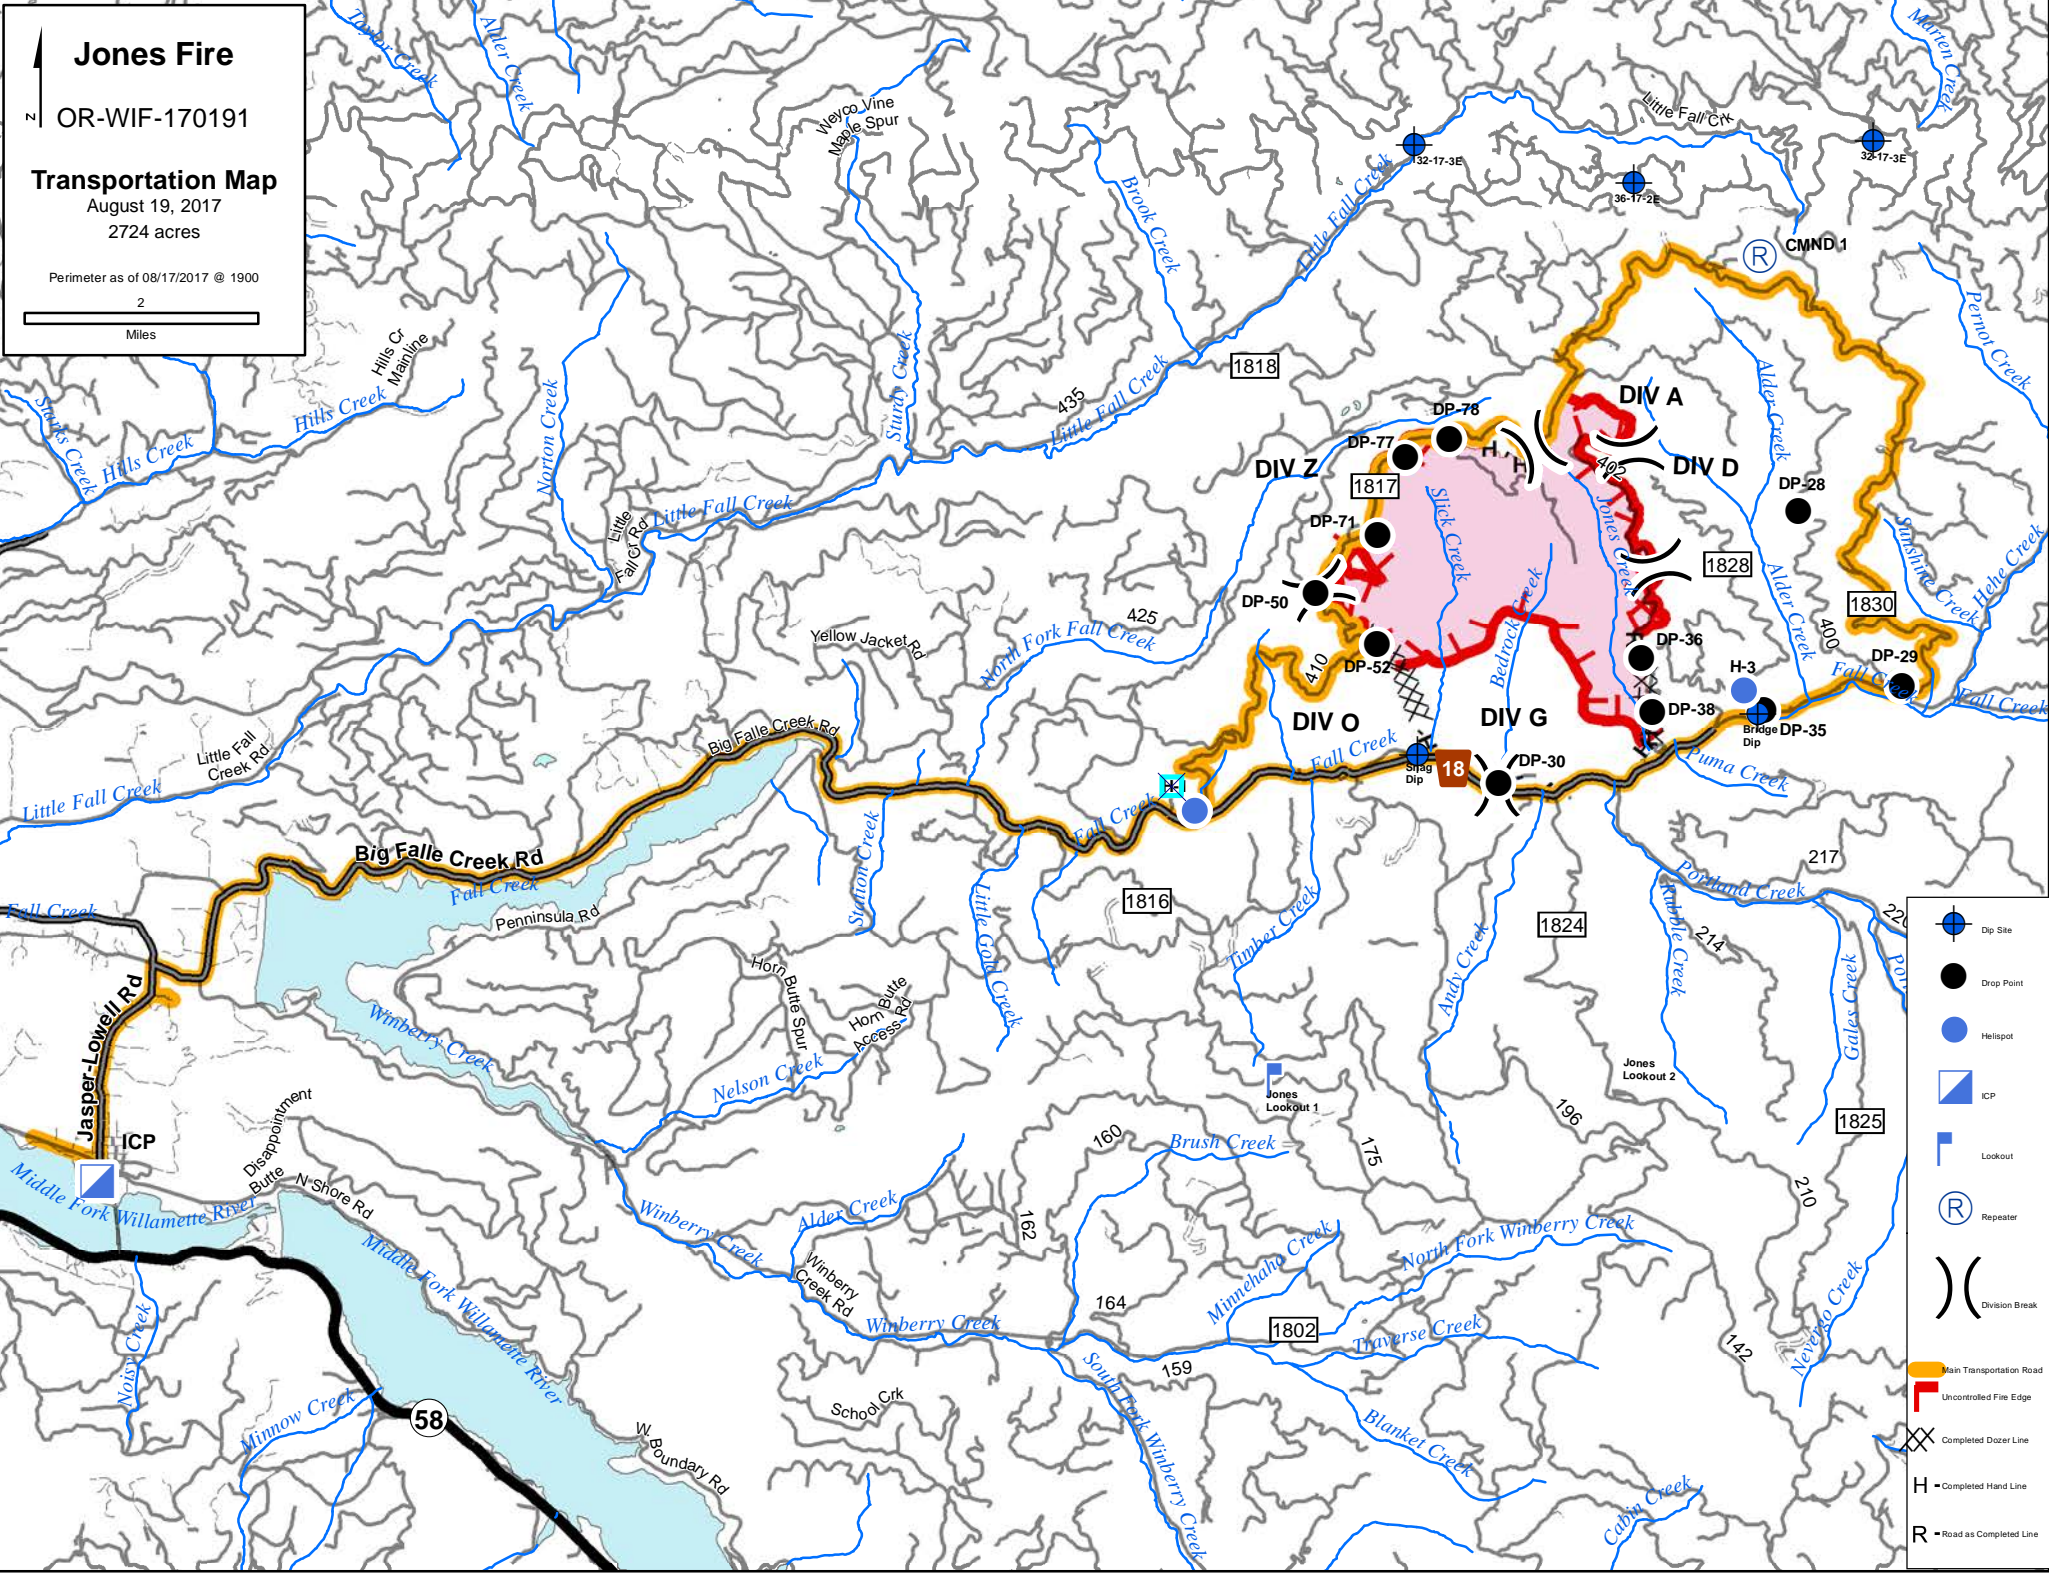 Jones Fire
OR-WIF-170191
N
Transportation Map
August 19, 2017
2724 acres
Perimeter as of 08/17/2017 @ 1900
2
Miles
Taylor Creek
Alder Creek
Marten Creek
Weyco Vine
Maple Spur
Little Fall Crk
32-17-3E
32-17-3E
36-17-2E
Brook Creek
Little Fall Creek
CMND 1
R
Pernot Creek
Hills Cr
Mainline
Hills Creek
Starks Creek
Hills Creek
Norton Creek
Sturdy Creek
435
Little Fall Creek
1818
DIV A
Alder Creek
DP-78
DP-77
H
H
402
DIV D
DIV Z
1817
DP-28
Little Fall Creek
Little
Fall Cr Rd
DP-71
Slick Creek
Jones Creek
1828
Sunshine Creek
Hehe Creek
DP-50
Bedrock Creek
Alder Creek
1830
425
Yellow Jacket Rd
North Fork Fall Creek
DP-36
400
410
DP-52
H-3
DP-29
Fall Creek
Fall Creek
DIV O
DIV G
DP-38
Bridge
Dip
DP-35
Big Falle Creek Rd
Little Fall
Creek Rd
Fall Creek
Snag
Dip
18
DP-30
Puma Creek
Little Fall Creek
H-1
Fall Creek
Big Falle Creek Rd
Fall Creek
Station Creek
217
Portland Creek
Fall Creek
Penninsula Rd
Little Gold Creek
1816
Timber Creek
1824
Rubble Creek
214
220
Andy Creek
Gales Creek
Horn Butte Spur
Horn Butte
Access Rd
Winberry Creek
Jasper-Lowell Rd
Nelson Creek
Jones
Lookout 1
Jones
Lookout 2
196
1825
ICP
Disappointment
Butte
160
Brush Creek
175
N Shore Rd
Middle Fork Willamette River
Winberry Creek
Alder Creek
162
210
North Fork Winberry Creek
Minnehaha Creek
Middle Fork Willamette River
Winberry
Creek Rd
Winberry Creek
164
1802
Traverse Creek
142
Nevergo Creek
Noisy Creek
159
South Fork Winberry Creek
School Crk
Minnow Creek
58
W. Boundary Rd
Blanket Creek
Cabin Creek
Dip Site
Drop Point
Helispot
ICP
Lookout
R
Repeater
Division Break
Main Transportation Road
Uncontrolled Fire Edge
Completed Dozer Line
H - Completed Hand Line
R - Road as Completed Line